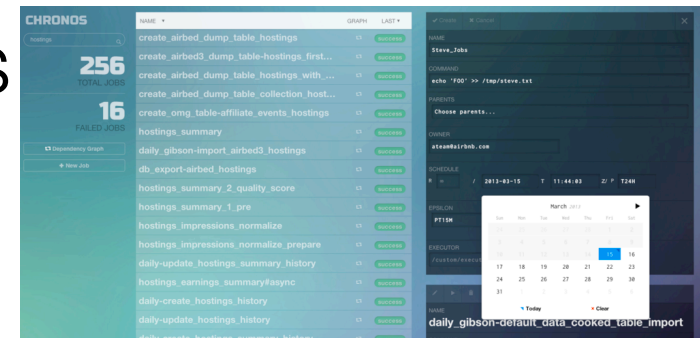 CHRONOS
hostings
256
TOTAL JOBS
16
FAILED JOBS
Dependency Graph
+ New Job
NAME GRAPH LAST
create_airbed_dump_table_hostings success
create_airbed3_dump_table-hostings_first... success
create_airbed_dump_table_hostings_with_... success
create_airbed_dump_table_collection_host... success
create_omg_table-affiliate_events_hostings success
hostings_summary success
daily_gibson-import_airbed3_hostings success
db_export-airbed_hostings success
hostings_summary_2_quality_score success
hostings_summary_1_pre success
hostings_impressions_normalize success
hostings_impressions_normalize_prepare success
daily-update_hostings_summary_history success
hostings_earnings_summary#async success
daily-create_hostings_history success
daily-update_hostings_history success
Create Cancel
NAME
Steve_Jobs
COMMAND
echo 'FOO' >> /tmp/steve.txt
PARENTS
Choose parents...
OWNER
ateam@airbnb.com
SCHEDULE
R ∞ / 2013-03-15 T 11:44:03 Z/ P T24H
EPSILON
PT15M
EXECUTOR
/custom/execut
March 2013
Sun Mon Tue Wed Thu Fri Sat
15 16
17 18 19 20 21 22 23
24 25 26 27 28 29 30
31
Today Clear
NAME
daily_gibson-default_data_cooked_table_import